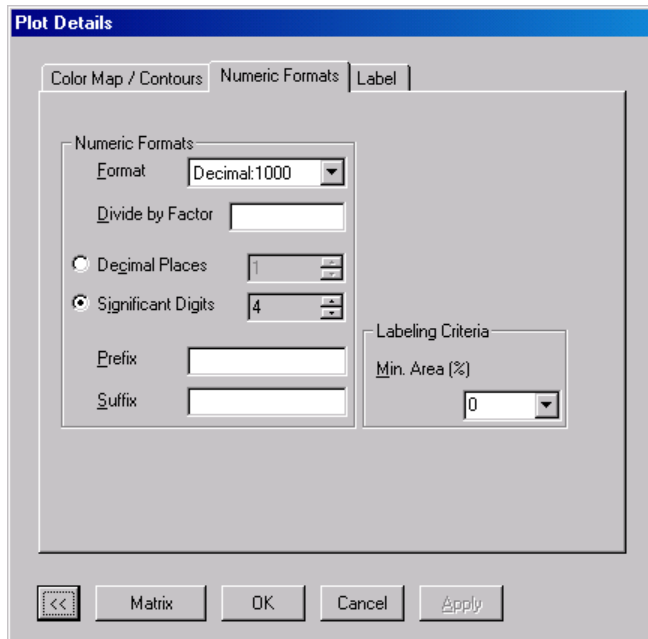 Plot Details
Color Map / Contours Numeric Formats Label
Numeric Formats
Format Decimal:1000
Divide by Factor
Decimal Places 1
Significant Digits 4
Labeling Criteria
Prefix
Min. Area (%)
Suffix
0
<< Matrix OK Cancel Apply